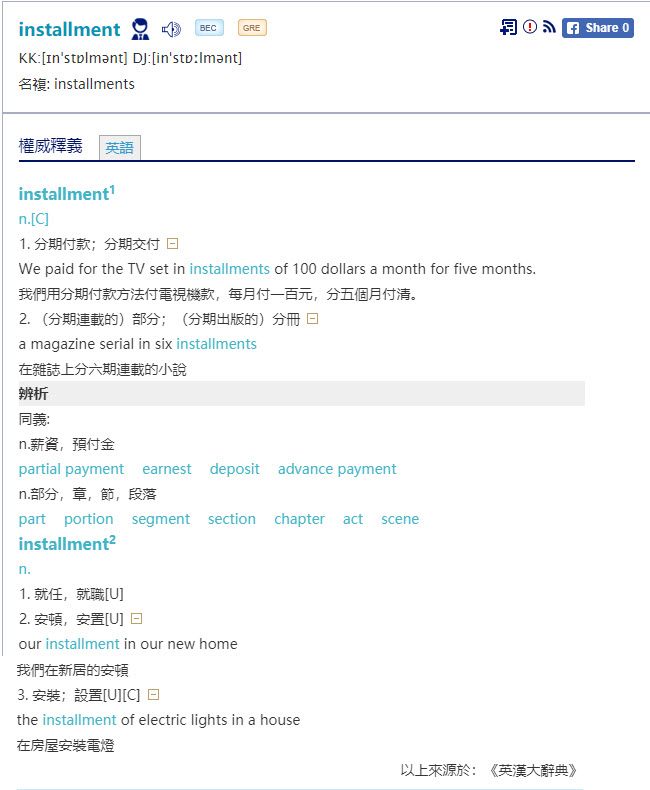 installment BEC GRE Share 0
KK:[ɪnˈstɒlmənt] DJ:[inˈstɒːlmənt]
名複: installments
權威釋義 英語
installment1
n.[C]
1. 分期付款；分期交付
We paid for the TV set in installments of 100 dollars a month for five months.
我們用分期付款方法付電視機款，每月付一百元，分五個月付清。
2. （分期連載的）部分；（分期出版的）分冊
a magazine serial in six installments
在雜誌上分六期連載的小說
辨析
同義:
n.薪資，預付金
partial payment earnest deposit advance payment
n.部分，章，節，段落
part portion segment section chapter act scene
installment2
n.
1. 就任，就職[U]
2. 安頓，安置[U]
our installment in our new home
我們在新居的安頓
3. 安裝；設置[U][C]
the installment of electric lights in a house
在房屋安裝電燈
以上來源於：《英漢大辭典》